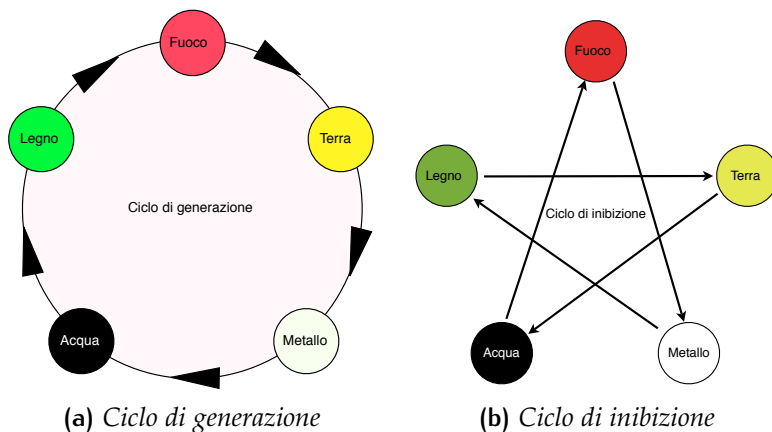 Fuoco
Legno
Terra
Ciclo di generazione
Acqua
Metallo
(a) Ciclo di generazione
Fuoco
Legno
Terra
Ciclo di inibizione
Acqua
Metallo
(b) Ciclo di inibizione